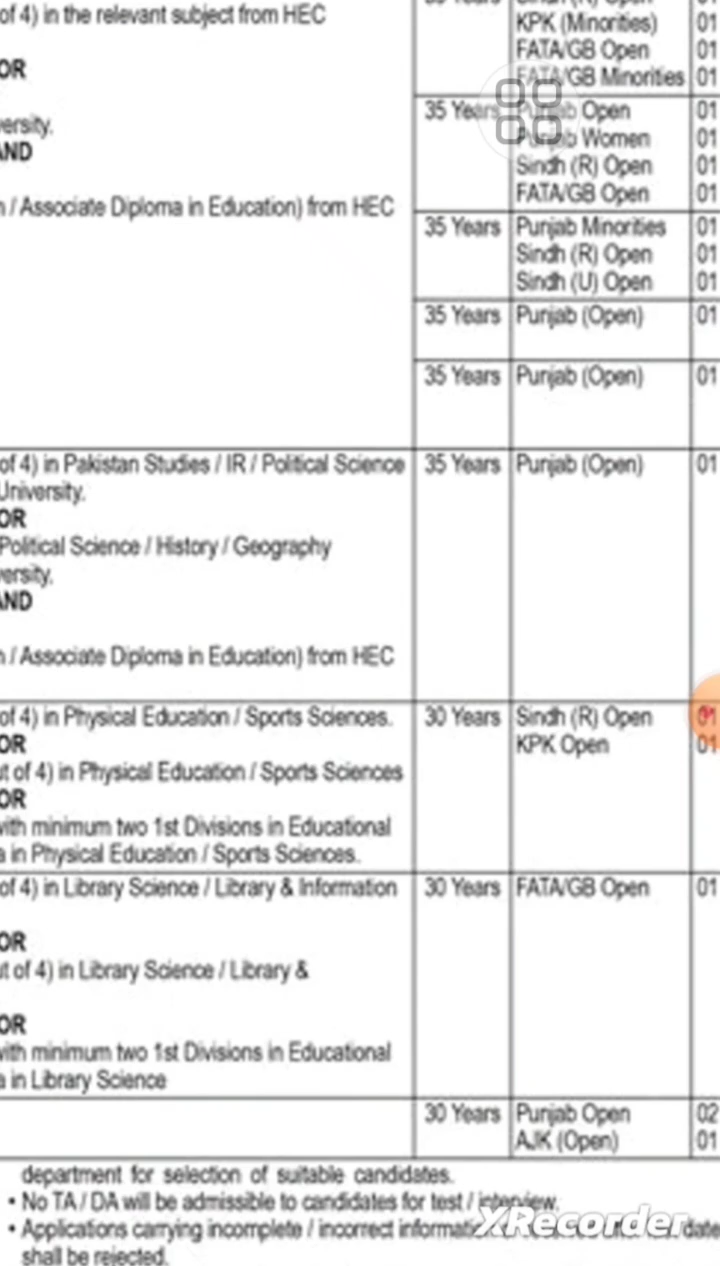 of 4) in the relevant subject from HEC
OR
ersity.
AND
n / Associate Diploma in Education) from HEC
KPK (Minorities) 01
FATA/GB Open 01
FATA/GB Minorities 01
35 Years Punjab Open 01
Punjab Women 01
Sindh (R) Open 01
FATA/GB Open 01
35 Years Punjab Minorities 01
Sindh (R) Open 01
Sindh (U) Open 01
35 Years Punjab (Open) 01
35 Years Punjab (Open) 01
of 4) in Pakistan Studies / IR / Political Science 35 Years Punjab (Open) 01
University.
OR
Political Science / History / Geography
ersity.
AND
n / Associate Diploma in Education) from HEC
of 4) in Physical Education / Sports Sciences. 30 Years Sindh (R) Open 01
OR KPK Open 01
ut of 4) in Physical Education / Sports Sciences
OR
with minimum two 1st Divisions in Educational
a in Physical Education / Sports Sciences.
of 4) in Library Science / Library & Information 30 Years FATA/GB Open 01
OR
ut of 4) in Library Science / Library &
OR
with minimum two 1st Divisions in Educational
a in Library Science
30 Years Punjab Open 02
AJK (Open) 01
department for selection of suitable candidates.
• No TA / DA will be admissible to candidates for test / interview.
• Applications carrying incomplete / incorrect date
shall be rejected.
XRecorder